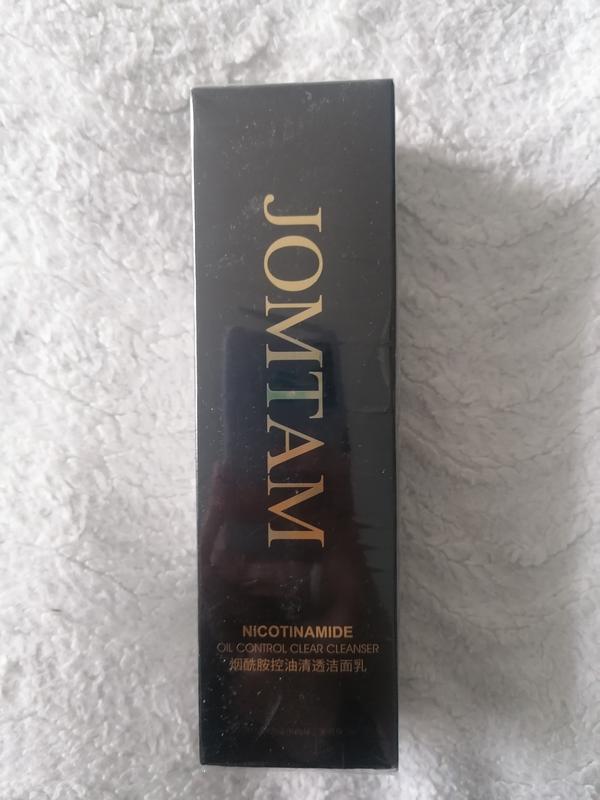 JOMTAM
NiCOTINAMIDE
OIL CONTROL CLEAR CLEANSER
烟酰胺控油清透洁面乳